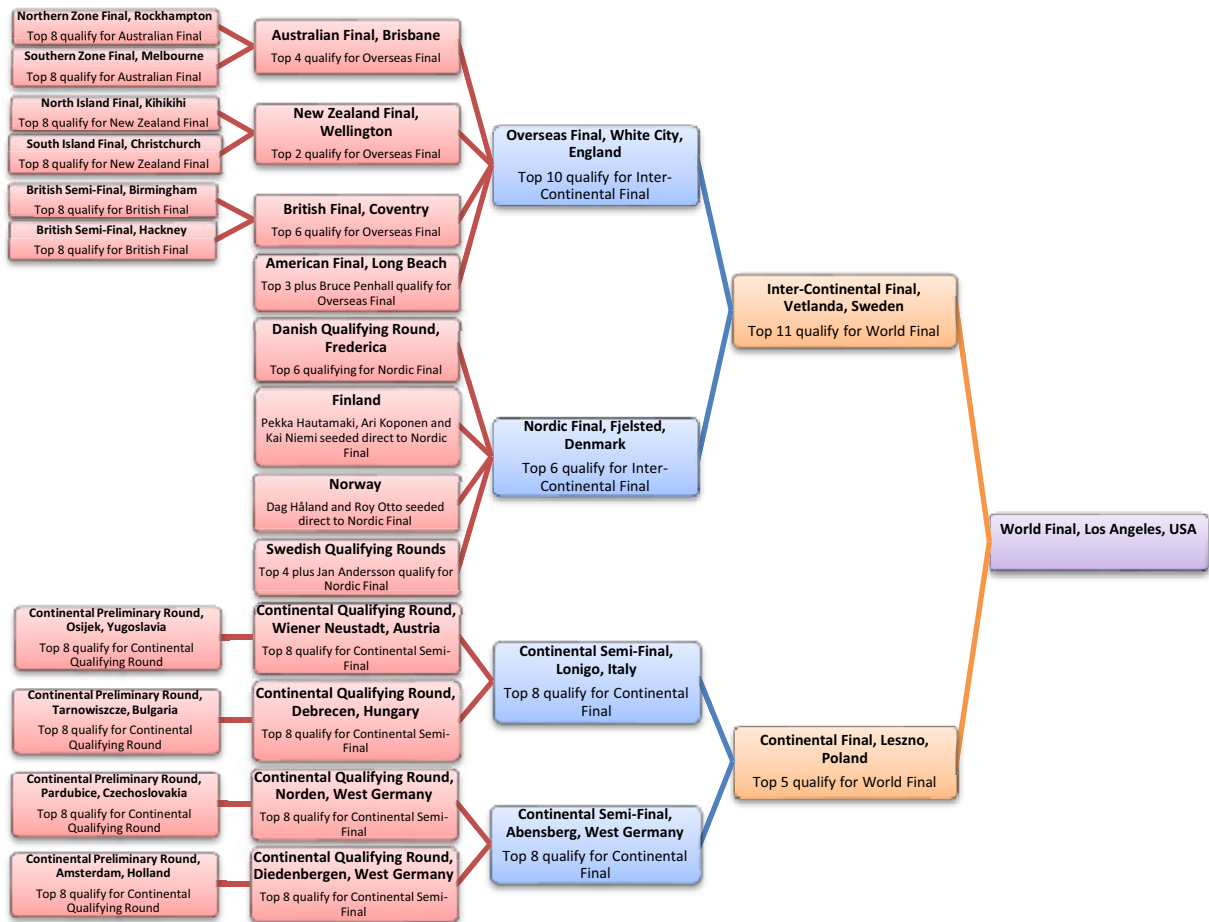 Northern Zone Final, Rockhampton
Top 8 qualify for Australian Final
Southern Zone Final, Melbourne
Top 8 qualify for Australian Final
North Island Final, Kihikihi
Top 8 qualify for New Zealand Final
South Island Final, Christchurch
Top 8 qualify for New Zealand Final
British Semi-Final, Birmingham
Top 8 qualify for British Final
British Semi-Final, Hackney
Top 8 qualify for British Final
Continental Preliminary Round,
Osijek, Yugoslavia
Top 8 qualify for Continental
Qualifying Round
Continental Preliminary Round,
Tarnowiszcze, Bulgaria
Top 8 qualify for Continental
Qualifying Round
Continental Preliminary Round,
Pardubice, Czechoslovakia
Top 8 qualify for Continental
Qualifying Round
Continental Preliminary Round,
Amsterdam, Holland
Top 8 qualify for Continental
Qualifying Round
Australian Final, Brisbane
Top 4 qualify for Overseas Final
New Zealand Final,
Wellington
Top 2 qualify for Overseas Final
British Final, Coventry
Top 6 qualify for Overseas Final
American Final, Long Beach
Top 3 plus Bruce Penhall qualify for
Overseas Final
Danish Qualifying Round,
Frederica
Top 6 qualifying for Nordic Final
Finland
Pekka Hautamaki, Ari Koponen and
Kai Niemi seeded direct to Nordic
Final
Norway
Dag Håland and Roy Otto seeded
direct to Nordic Final
Swedish Qualifying Rounds
Top 4 plus Jan Andersson qualify for
Nordic Final
Continental Qualifying Round,
Wiener Neustadt, Austria
Top 8 qualify for Continental Semi-
Final
Continental Qualifying Round,
Debrecen, Hungary
Top 8 qualify for Continental Semi-
Final
Continental Qualifying Round,
Norden, West Germany
Top 8 qualify for Continental Semi-
Final
Continental Qualifying Round,
Diedenbergen, West Germany
Top 8 qualify for Continental Semi-
Final
Overseas Final, White City,
England
Top 10 qualify for Inter-
Continental Final
Nordic Final, Fjelsted,
Denmark
Top 6 qualify for Inter-
Continental Final
Continental Semi-Final,
Lonigo, Italy
Top 8 qualify for Continental
Final
Continental Semi-Final,
Abensberg, West Germany
Top 8 qualify for Continental
Final
Inter-Continental Final,
Vetlanda, Sweden
Top 11 qualify for World Final
Continental Final, Leszno,
Poland
Top 5 qualify for World Final
World Final, Los Angeles, USA